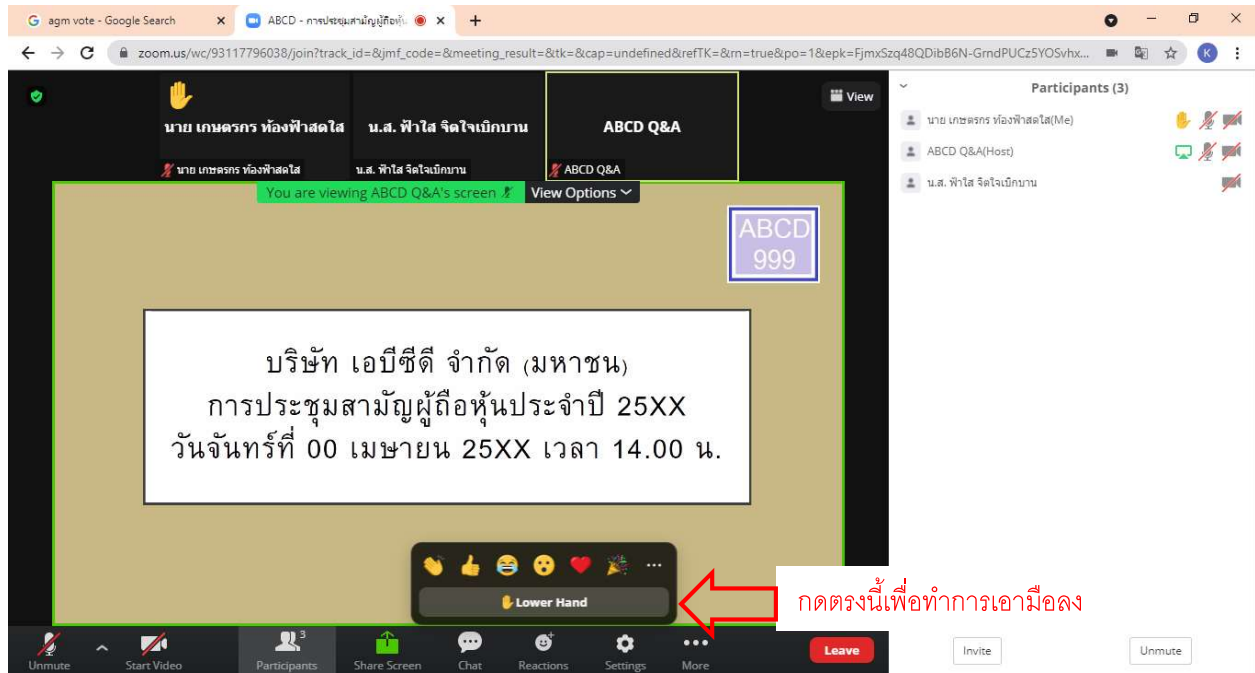 agm vote - Google Search
ABCD - การประชุมสามัญผู้ถือหุ้น
zoom.us/wc/93117796038/join?track_id=&jmf_code=&meeting_result=&tk=&cap=undefined&refTK=&rn=true&po=1&epk=FjmxSzq48QDibB6N-GrndPUCz5YOSvhx...
K
นาย เกษตรกร ท้องฟ้าสดใส
น.ส. ฟ้าใส จิตใจเบิกบาน
ABCD Q&A
View
นาย เกษตรกร ท้องฟ้าสดใส
น.ส. ฟ้าใส จิตใจเบิกบาน
ABCD Q&A
You are viewing ABCD Q&A's screen
View Options
Participants (3)
นาย เกษตรกร ท้องฟ้าสดใส(Me)
ABCD Q&A(Host)
น.ส. ฟ้าใส จิตใจเบิกบาน
ABCD
999
บริษัท เอบีซีดี จำกัด (มหาชน)
การประชุมสามัญผู้ถือหุ้นประจำปี 25XX
วันจันทร์ที่ 00 เมษายน 25XX เวลา 14.00 น.
Lower Hand
กดตรงนี้เพื่อทำการเอามือลง
Unmute
Start Video
Participants
3
Share Screen
Chat
Reactions
Settings
More
Leave
Invite
Unmute